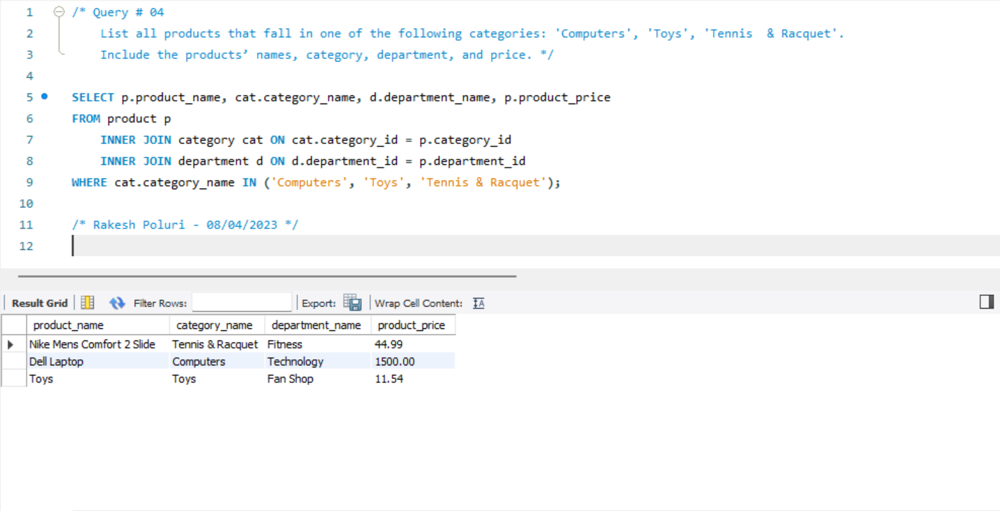 1 /* Query # 04
2 List all products that fall in one of the following categories: 'Computers', 'Toys', 'Tennis  & Racquet'.
3 Include the products’ names, category, department, and price. */
4
5 SELECT p.product_name, cat.category_name, d.department_name, p.product_price
6 FROM product p
7 INNER JOIN category cat ON cat.category_id = p.category_id
8 INNER JOIN department d ON d.department_id = p.department_id
9 WHERE cat.category_name IN ('Computers', 'Toys', 'Tennis & Racquet');
10
11 /* Rakesh Poluri - 08/04/2023 */
12
Result Grid Filter Rows: Export: Wrap Cell Content: IA
product_name category_name department_name product_price
Nike Mens Comfort 2 Slide Tennis & Racquet Fitness 44.99
Dell Laptop Computers Technology 1500.00
Toys Toys Fan Shop 11.54